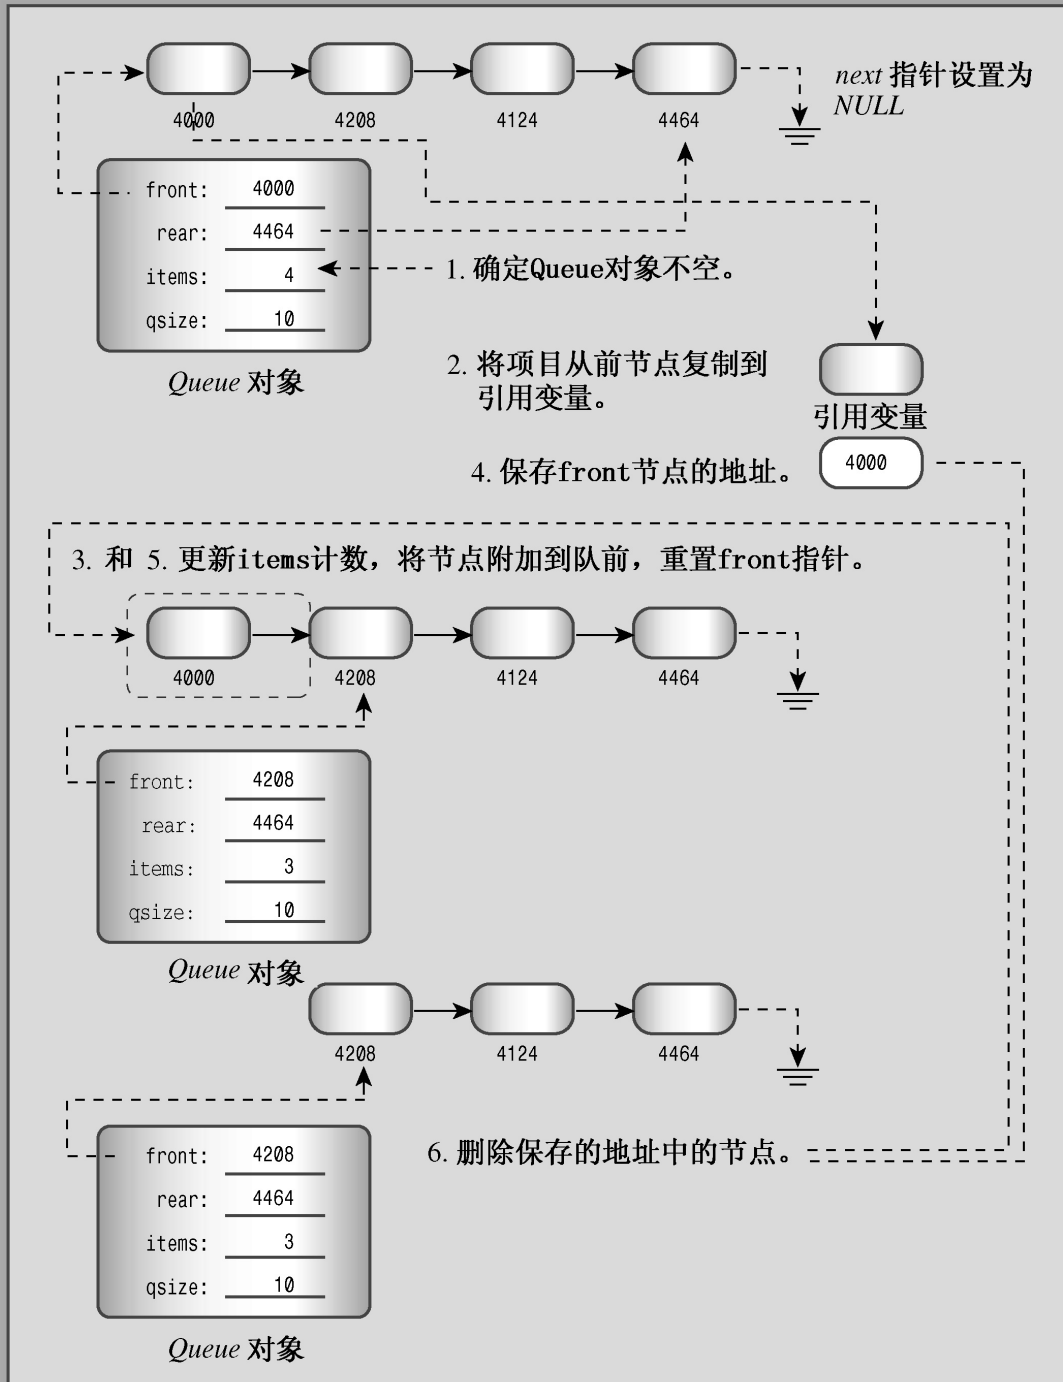 next 指针设置为
NULL
4000
4208
4124
4464
front: 4000
rear: 4464
items: 4
qsize: 10
Queue 对象
1. 确定Queue对象不空。
2. 将项目从前节点复制到
引用变量。
引用变量
4. 保存front节点的地址。
4000
3. 和 5. 更新items计数，将节点附加到队前，重置front指针。
4000
4208
4124
4464
front: 4208
rear: 4464
items: 3
qsize: 10
Queue 对象
4208
4124
4464
front: 4208
rear: 4464
items: 3
qsize: 10
Queue 对象
6. 删除保存的地址中的节点。